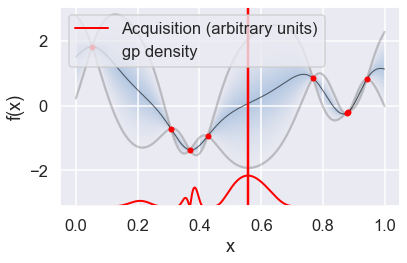 Acquisition (arbitrary units)
gp density
2
0
−2
f(x)
0.0 0.2 0.4 0.6 0.8 1.0
x